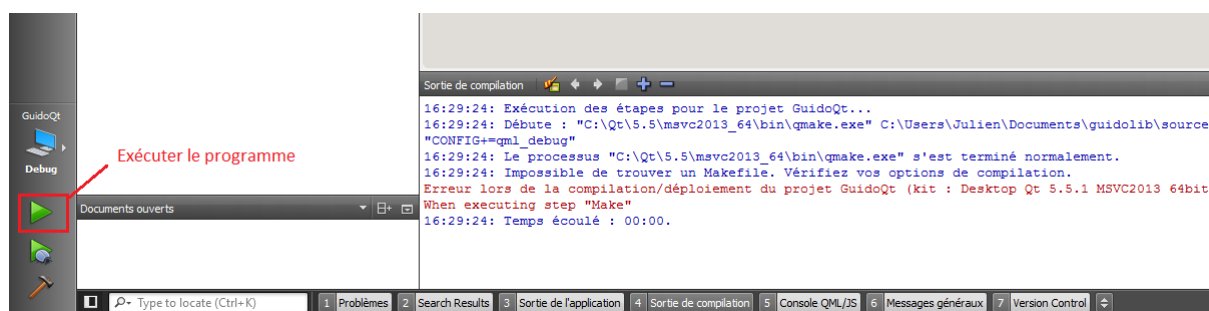 Sortie de compilation
GuidoQt
Debug
Exécuter le programme
Documents ouverts
16:29:24: Exécution des étapes pour le projet GuidoQt...
16:29:24: Débute : "C:\Qt\5.5\msvc2013_64\bin\qmake.exe" C:\Users\Julien\Documents\guidolib\source
"CONFIG+=qml_debug"
16:29:24: Le processus "C:\Qt\5.5\msvc2013_64\bin\qmake.exe" s'est terminé normalement.
16:29:24: Impossible de trouver un Makefile. Vérifiez vos options de compilation.
Erreur lors de la compilation/déploiement du projet GuidoQt (kit : Desktop Qt 5.5.1 MSVC2013 64bit
When executing step "Make"
16:29:24: Temps écoulé : 00:00.
Type to locate (Ctrl+K) 1 Problèmes 2 Search Results 3 Sortie de l'application 4 Sortie de compilation 5 Console QML/JS 6 Messages généraux 7 Version Control